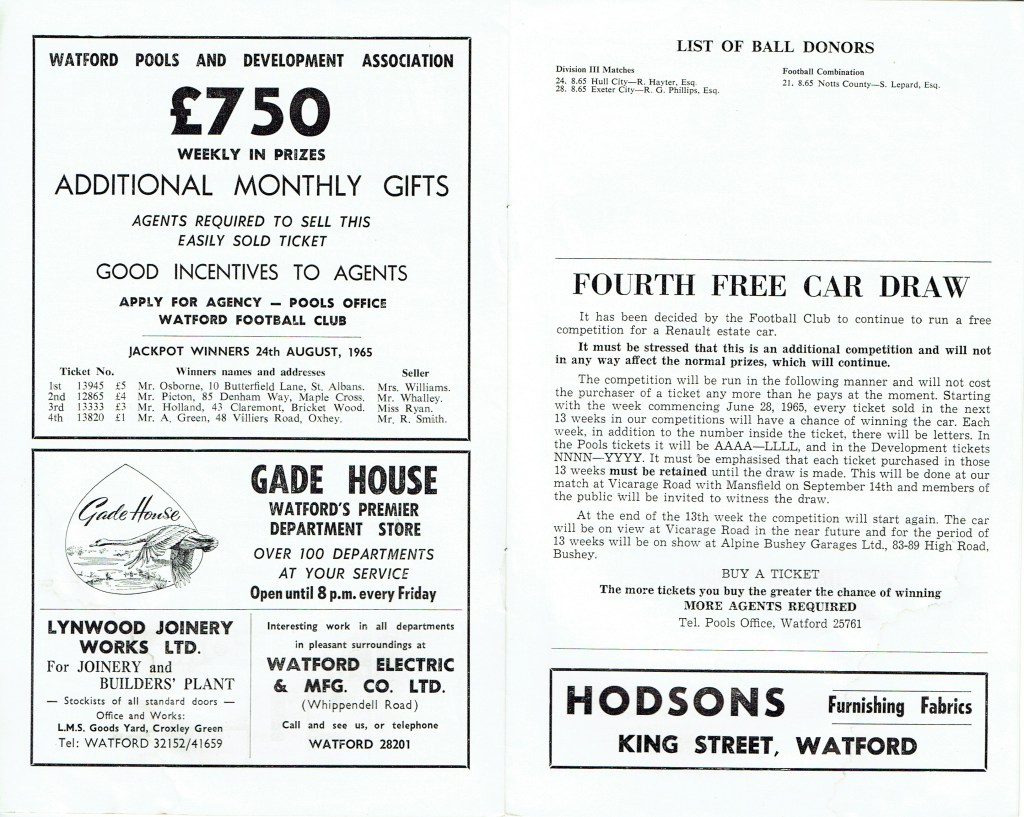 WATFORD POOLS AND DEVELOPMENT ASSOCIATION
£750
WEEKLY IN PRIZES
ADDITIONAL MONTHLY GIFTS
AGENTS REQUIRED TO SELL THIS
EASILY SOLD TICKET
GOOD INCENTIVES TO AGENTS
APPLY FOR AGENCY — POOLS OFFICE
WATFORD FOOTBALL CLUB
JACKPOT WINNERS 24th AUGUST, 1965
Ticket No. Winners names and addresses Seller
1st 13945 £5 Mr. Osborne, 10 Butterfield Lane, St. Albans. Mrs. Williams.
2nd 12865 £4 Mr. Picton, 85 Denham Way, Maple Cross. Mr. Whalley.
3rd 13333 £3 Mr. Holland, 43 Claremont, Bricket Wood. Miss Ryan.
4th 13820 £1 Mr. A. Green, 48 Villiers Road, Oxhey. Mr. R. Smith.
Gade House
GADE HOUSE
WATFORD'S PREMIER
DEPARTMENT STORE
OVER 100 DEPARTMENTS
AT YOUR SERVICE
Open until 8 p.m. every Friday
LYNWOOD JOINERY
WORKS LTD.
For JOINERY and
BUILDERS' PLANT
— Stockists of all standard doors —
Office and Works:
L.M.S. Goods Yard, Croxley Green
Tel: WATFORD 32152/41659
Interesting work in all departments
in pleasant surroundings at
WATFORD ELECTRIC
& MFG. CO. LTD.
(Whippendell Road)
Call and see us, or telephone
WATFORD 28201
LIST OF BALL DONORS
Division III Matches
24. 8.65 Hull City—R. Hayter, Esq.
28. 8.65 Exeter City—R. G. Phillips, Esq.
Football Combination
21. 8.65 Notts County—S. Lepard, Esq.
FOURTH FREE CAR DRAW
It has been decided by the Football Club to continue to run a free
competition for a Renault estate car.
It must be stressed that this is an additional competition and will not
in any way affect the normal prizes, which will continue.
The competition will be run in the following manner and will not cost
the purchaser of a ticket any more than he pays at the moment. Starting
with the week commencing June 28, 1965, every ticket sold in the next
13 weeks in our competitions will have a chance of winning the car. Each
week, in addition to the number inside the ticket, there will be letters. In
the Pools tickets it will be AAAA—LLLL, and in the Development tickets
NNNN—YYYY. It must be emphasised that each ticket purchased in those
13 weeks must be retained until the draw is made. This will be done at our
match at Vicarage Road with Mansfield on September 14th and members of
the public will be invited to witness the draw.
At the end of the 13th week the competition will start again. The car
will be on view at Vicarage Road in the near future and for the period of
13 weeks will be on show at Alpine Bushey Garages Ltd., 83-89 High Road,
Bushey.
BUY A TICKET
The more tickets you buy the greater the chance of winning
MORE AGENTS REQUIRED
Tel. Pools Office, Watford 25761
HODSONS
Furnishing Fabrics
KING STREET, WATFORD